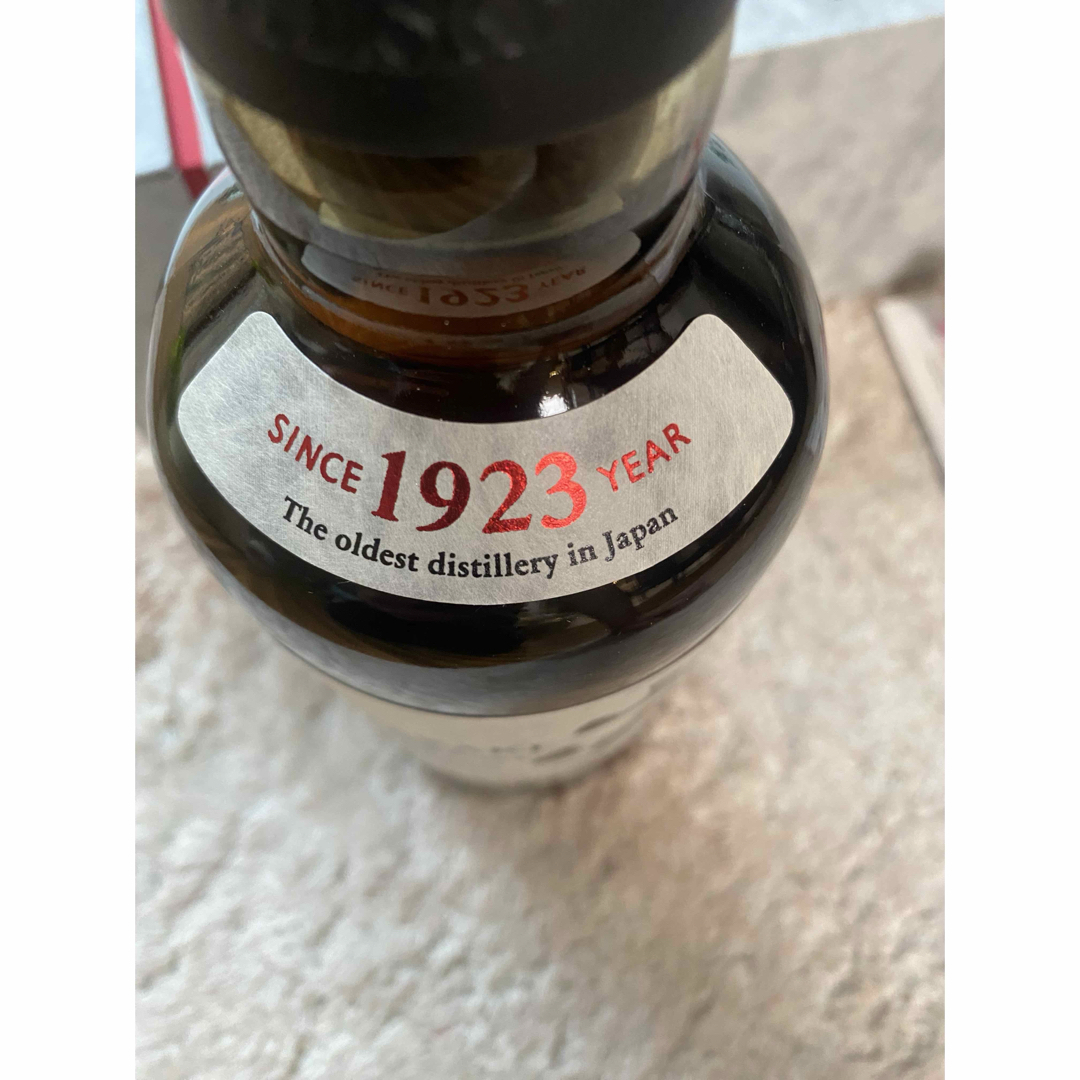 SINCE 1923 YEAR
The oldest distillery in Japan